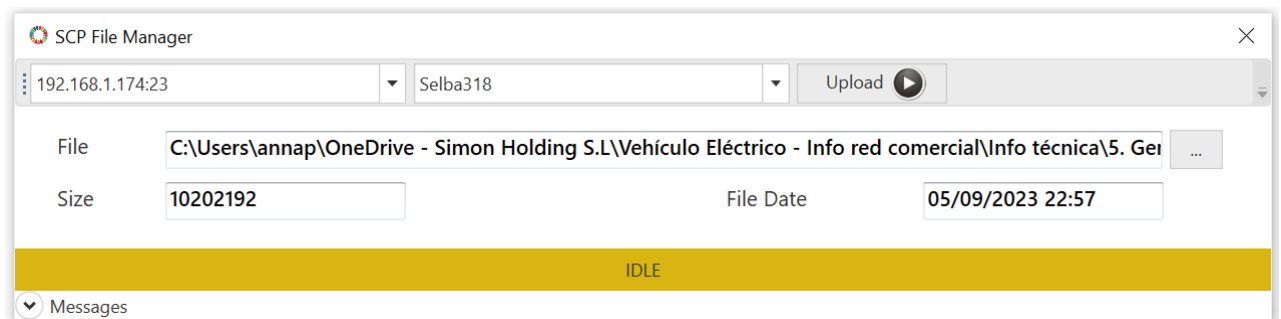 SCP File Manager
192.168.1.174:23 Selba318 Upload
File C:\Users\annap\OneDrive - Simon Holding S.L\Vehículo Eléctrico - Info red comercial\Info técnica\5. Ger ...
Size 10202192 File Date 05/09/2023 22:57
IDLE
Messages